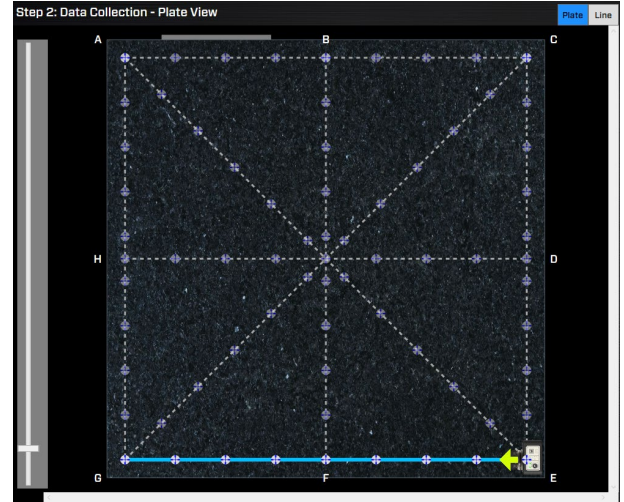 Step 2: Data Collection - Plate View
Plate Line
A B C
H D
G F E